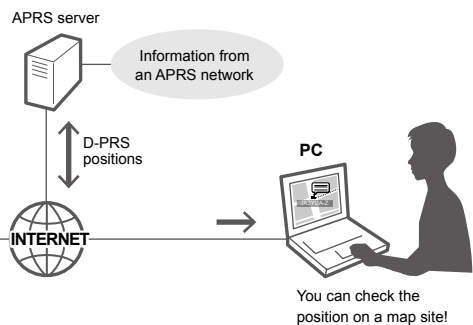 APRS server
Information from
an APRS network
D-PRS
positions
PC
INTERNET
You can check the
position on a map site!